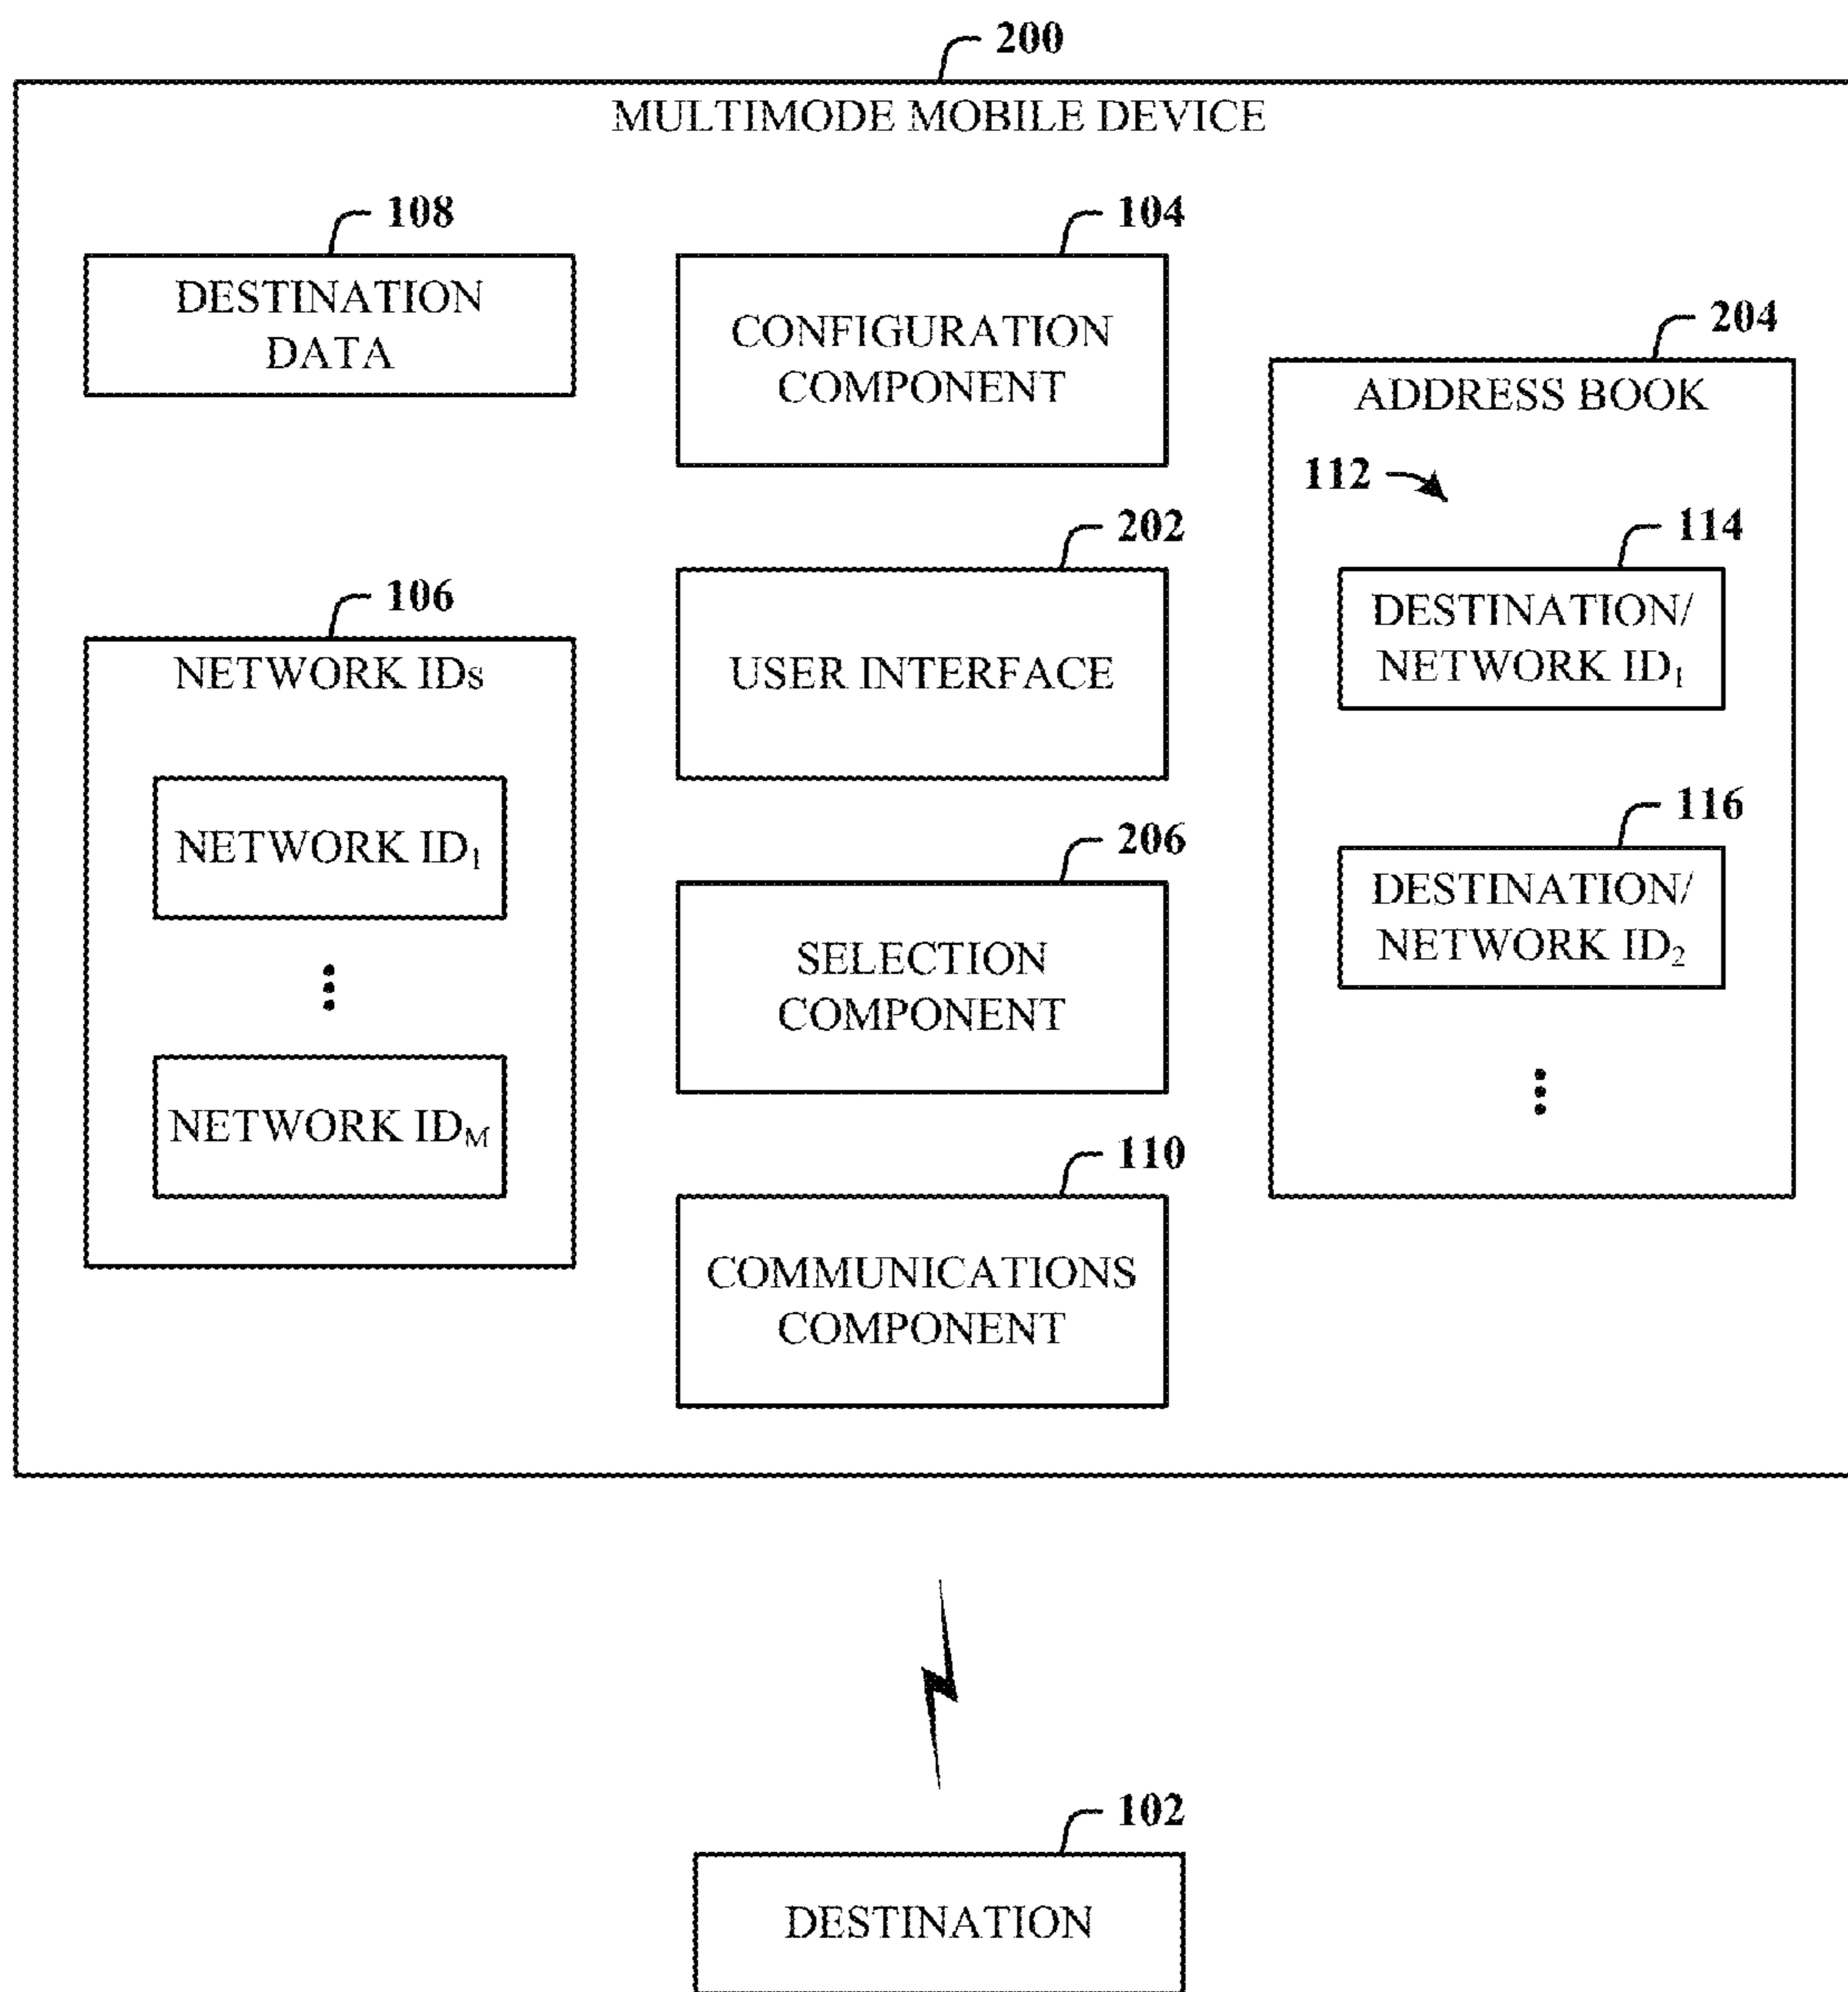 200
MULTIMODE MOBILE DEVICE
108
DESTINATION
DATA
104
CONFIGURATION
COMPONENT
204
ADDRESS BOOK
112
114
DESTINATION/
NETWORK ID₁
116
DESTINATION/
NETWORK ID₂
202
USER INTERFACE
106
NETWORK IDs
NETWORK ID₁
NETWORK IDM
206
SELECTION
COMPONENT
110
COMMUNICATIONS
COMPONENT
102
DESTINATION